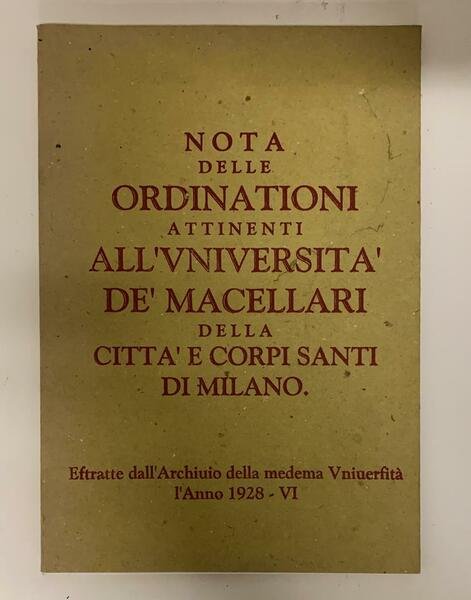 NOTA
DELLE
ORDINATIONI
ATTINENTI
ALL'VNIVERSITA'
DE' MACELLARI
DELLA
CITTA' E CORPI SANTI
DI MILANO.
Eftratte dall'Archiuio della medema Vniuerfità
l'Anno 1928 - VI